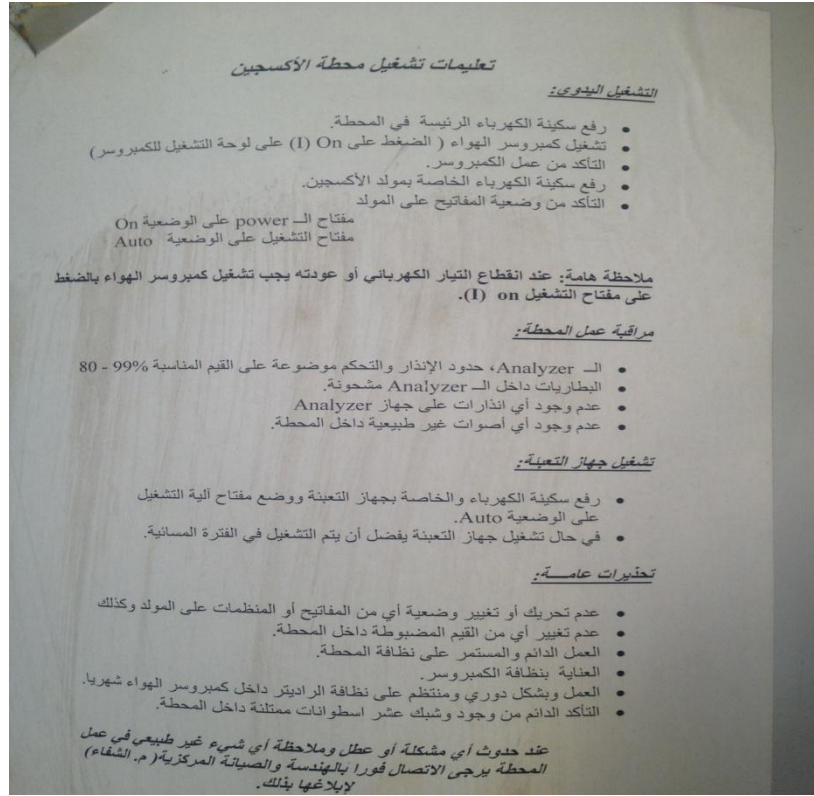 تعليمات تشغيل محطة الأكسجين
التشغيل اليدوي:
• رفع سكينة الكهرباء الرئيسة في المحطة.
• تشغيل كمبروسر الهواء ( الضغط على On (I) على لوحة التشغيل للكمبروسر)
• التأكد من عمل الكمبروسر.
• رفع سكينة الكهرباء الخاصة بمولد الأكسجين.
• التأكد من وضعية المفاتيح على المولد
مفتاح الـ power على الوضعية On
مفتاح التشغيل على الوضعية Auto
ملاحظة هامة: عند انقطاع التيار الكهربائي أو عودته يجب تشغيل كمبروسر الهواء بالضغط
على مفتاح التشغيل on (I).
مراقبة عمل المحطة:
• الـ Analyzer، حدود الإنذار والتحكم موضوعة على القيم المناسبة 99% - 80
• البطاريات داخل الـ Analyzer مشحونة.
• عدم وجود أي انذارات على جهاز Analyzer
• عدم وجود أي أصوات غير طبيعية داخل المحطة.
تشغيل جهاز التعبئة:
• رفع سكينة الكهرباء والخاصة بجهاز التعبئة ووضع مفتاح آلية التشغيل
على الوضعية Auto.
• في حال تشغيل جهاز التعبئة يفضل أن يتم التشغيل في الفترة المسائية.
تحذيرات عامـــة:
• عدم تحريك أو تغيير وضعية أي من المفاتيح أو المنظمات على المولد وكذلك
• عدم تغيير أي من القيم المضبوطة داخل المحطة.
• العمل الدائم والمستمر على نظافة المحطة.
• العناية بنظافة الكمبروسر.
• العمل وبشكل دوري ومنتظم على نظافة الراديتر داخل كمبروسر الهواء شهريا.
• التأكد الدائم من وجود وشبك عشر اسطوانات ممتلئة داخل المحطة.
عند حدوث أي مشكلة أو عطل وملاحظة أي شيء غير طبيعي في عمل
المحطة يرجى الاتصال فورا بالهندسة والصيانة المركزية( م. الشفاء)
لإبلاغها بذلك.